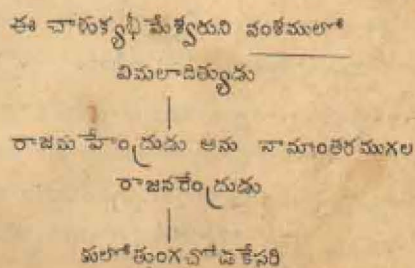 ఈ చాళుక్యభీమేశ్వరుని వంశములో
విమలాదిత్యుడు
రాజమహేంద్రుడు అను నామాంతరముగల
రాజనరేంద్రుడు
కులోత్తుంగచోడకేసరి